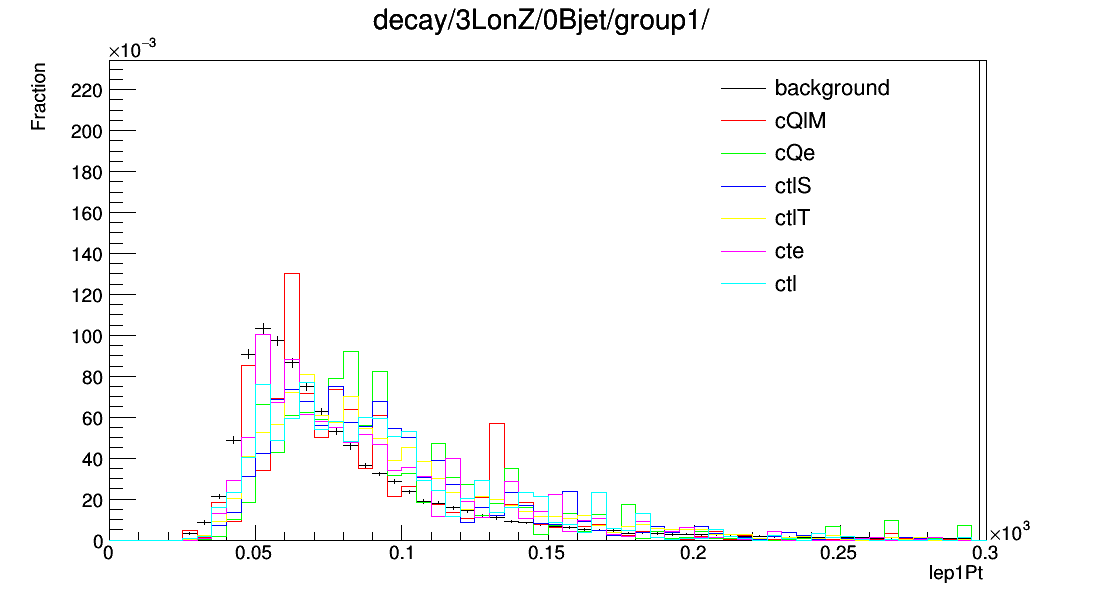 decay/3LonZ/0Bjet/group1/
×10⁻³
Fraction
220
200
180
160
140
120
100
80
60
40
20
0
background
cQlM
cQe
ctlS
ctlT
cte
ctl
0 0.05 0.1 0.15 0.2 0.25 0.3
×10³
lep1Pt